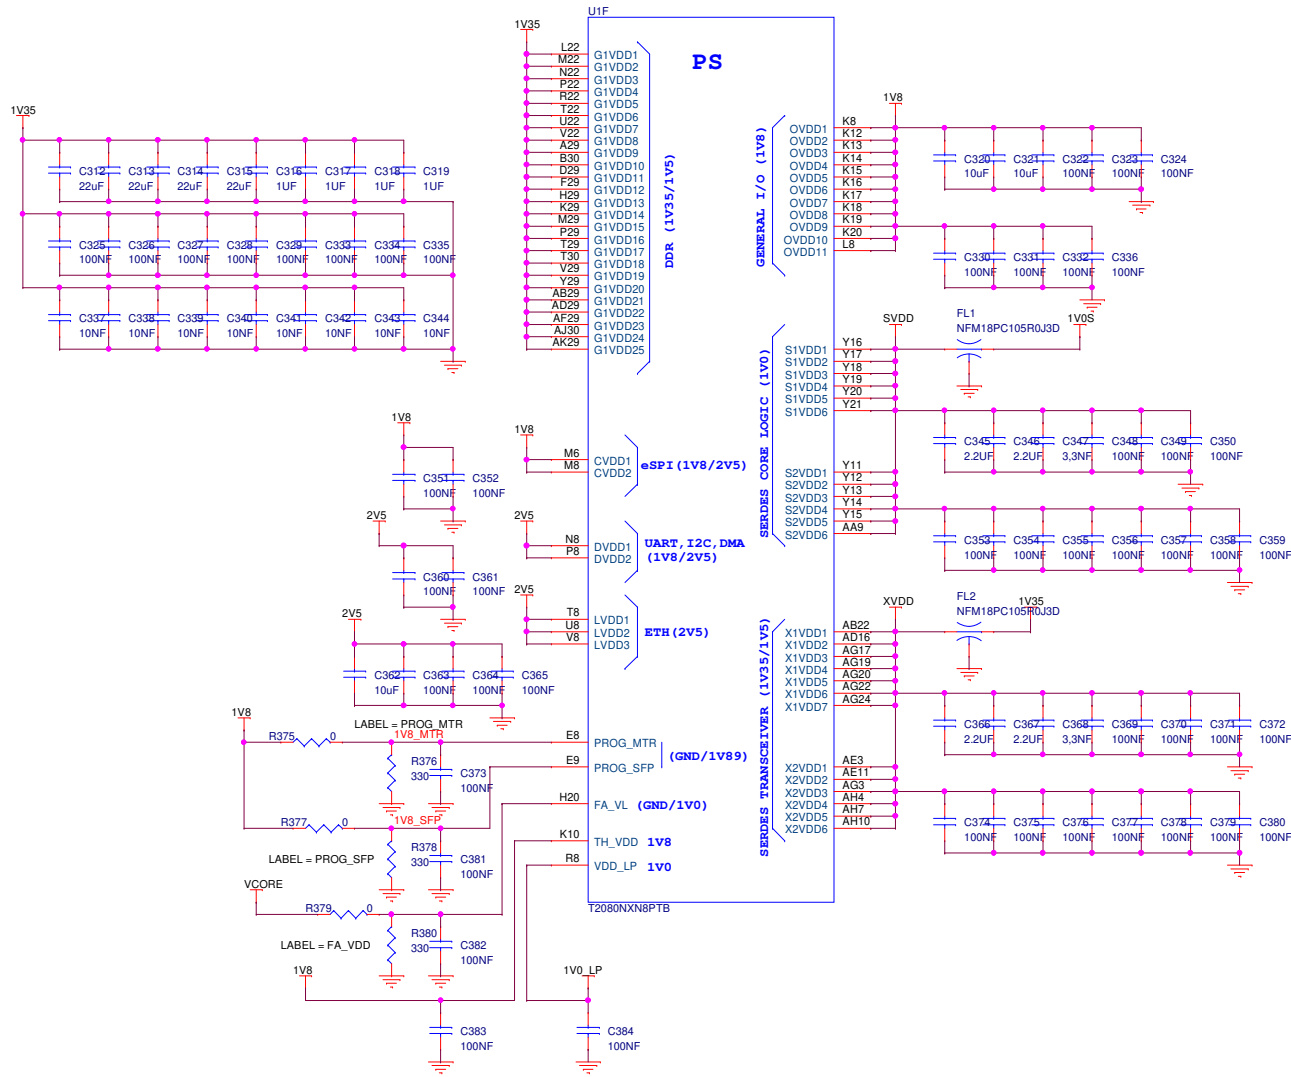 U1F
PS
1V35
L22 G1VDD1
M22 G1VDD2
N22 G1VDD3
P22 G1VDD4
R22 G1VDD5
T22 G1VDD6
U22 G1VDD7
V22 G1VDD8
A29 G1VDD9
B30 G1VDD10
D29 G1VDD11
F29 G1VDD12
H29 G1VDD13
K29 G1VDD14
M29 G1VDD15
P29 G1VDD16
T29 G1VDD17
T30 G1VDD18
V29 G1VDD19
Y29 G1VDD20
AB29 G1VDD21
AD29 G1VDD22
AF29 G1VDD23
AJ30 G1VDD24
AK29 G1VDD25
DDR (1V35/1V5)
1V35
C312 C313 C314 C315 C316 C317 C318 C319
22uF 22uF 22uF 22uF 1UF 1UF 1UF 1UF
C325 C326 C327 C328 C329 C333 C334 C335
100NF 100NF 100NF 100NF 100NF 100NF 100NF 100NF
C337 C338 C339 C340 C341 C342 C343 C344
10NF 10NF 10NF 10NF 10NF 10NF 10NF 10NF
1V8
C351 C352
100NF 100NF
1V8
M6 CVDD1
M8 CVDD2
eSPI(1V8/2V5)
2V5
C360 C361
100NF 100NF
2V5
N8 DVDD1
P8 DVDD2
UART,I2C,DMA
(1V8/2V5)
2V5
C362 C363 C364 C365
10uF 100NF 100NF 100NF
2V5
T8 LVDD1
U8 LVDD2
V8 LVDD3
ETH(2V5)
1V8
LABEL = PROG_MTR
R375 0
1V8_MTR
R376
330
C373
100NF
E8 PROG_MTR
E9 PROG_SFP
(GND/1V89)
H20 FA_VL (GND/1V0)
R377 0
1V8_SFP
LABEL = PROG_SFP
R378
330
C381
100NF
K10 TH_VDD 1V8
R8 VDD_LP 1V0
VCORE
R379 0
LABEL = FA_VDD
R380
330
C382
100NF
T2080NXN8PTB
1V8
C383
100NF
1V0_LP
C384
100NF
1V8
OVDD1 K8
OVDD2 K12
OVDD3 K13
OVDD4 K14
OVDD5 K15
OVDD6 K16
OVDD7 K17
OVDD8 K18
OVDD9 K19
OVDD10 K20
OVDD11 L8
GENERAL I/O (1V8)
C320 C321 C322 C323 C324
10uF 10uF 100NF 100NF 100NF
C330 C331 C332 C336
100NF 100NF 100NF 100NF
SVDD
FL1
NFM18PC105R0J3D
1V0S
S1VDD1 Y16
S1VDD2 Y17
S1VDD3 Y18
S1VDD4 Y19
S1VDD5 Y20
S1VDD6 Y21
SERDES CORE LOGIC (1V0)
C345 C346 C347 C348 C349 C350
2.2UF 2.2UF 3,3NF 100NF 100NF 100NF
S2VDD1 Y11
S2VDD2 Y12
S2VDD3 Y13
S2VDD4 Y14
S2VDD5 Y15
S2VDD6 AA9
C353 C354 C355 C356 C357 C358 C359
100NF 100NF 100NF 100NF 100NF 100NF 100NF
XVDD
FL2
NFM18PC105R0J3D
1V35
X1VDD1 AB22
X1VDD2 AD16
X1VDD3 AG17
X1VDD4 AG19
X1VDD5 AG20
X1VDD6 AG22
X1VDD7 AG24
SERDES TRANSCEIVER (1V35/1V5)
C366 C367 C368 C369 C370 C371 C372
2.2UF 2.2UF 3,3NF 100NF 100NF 100NF 100NF
X2VDD1 AE3
X2VDD2 AE11
X2VDD3 AG3
X2VDD4 AH4
X2VDD5 AH7
X2VDD6 AH10
C374 C375 C376 C377 C378 C379 C380
100NF 100NF 100NF 100NF 100NF 100NF 100NF